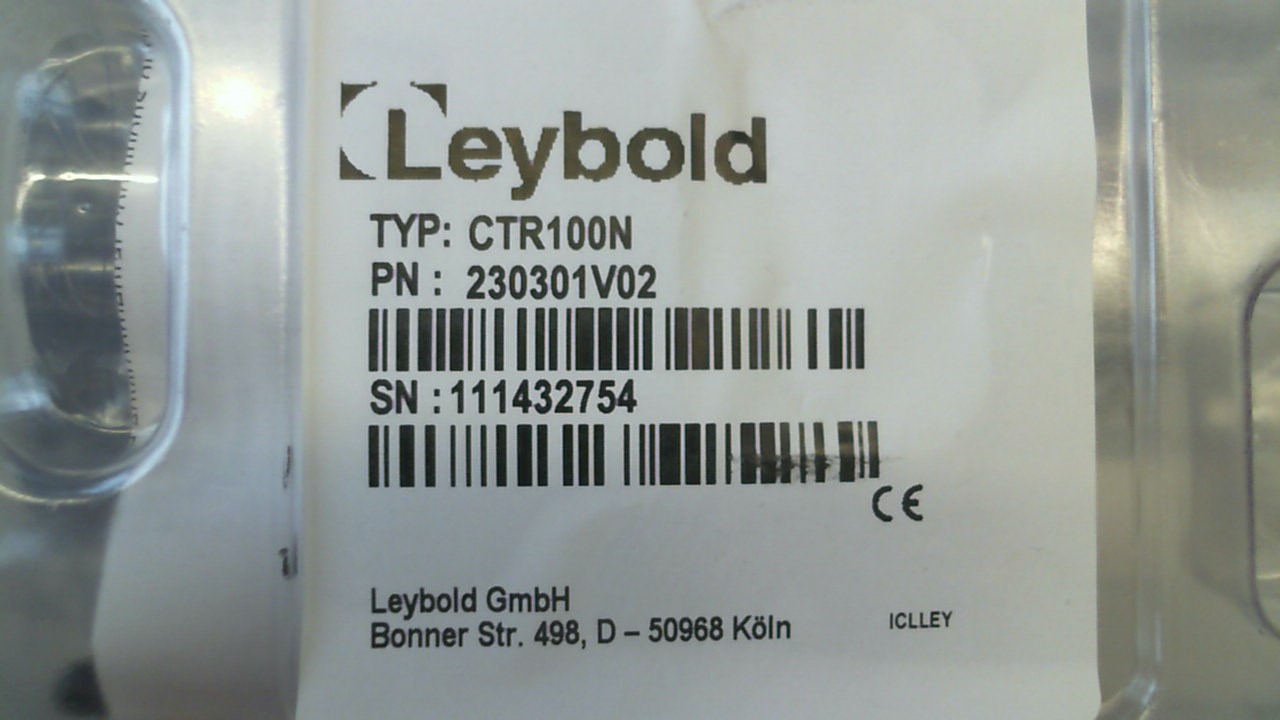 Leybold
TYP: CTR100N
PN : 230301V02
SN : 111432754
CE
Leybold GmbH
Bonner Str. 498, D – 50968 Köln
ICLLEY